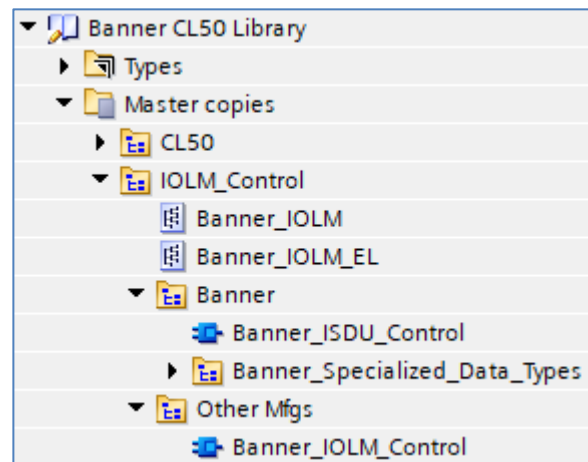 Banner CL50 Library
Types
Master copies
CL50
IOLM_Control
Banner_IOLM
Banner_IOLM_EL
Banner
Banner_ISDU_Control
Banner_Specialized_Data_Types
Other Mfgs
Banner_IOLM_Control